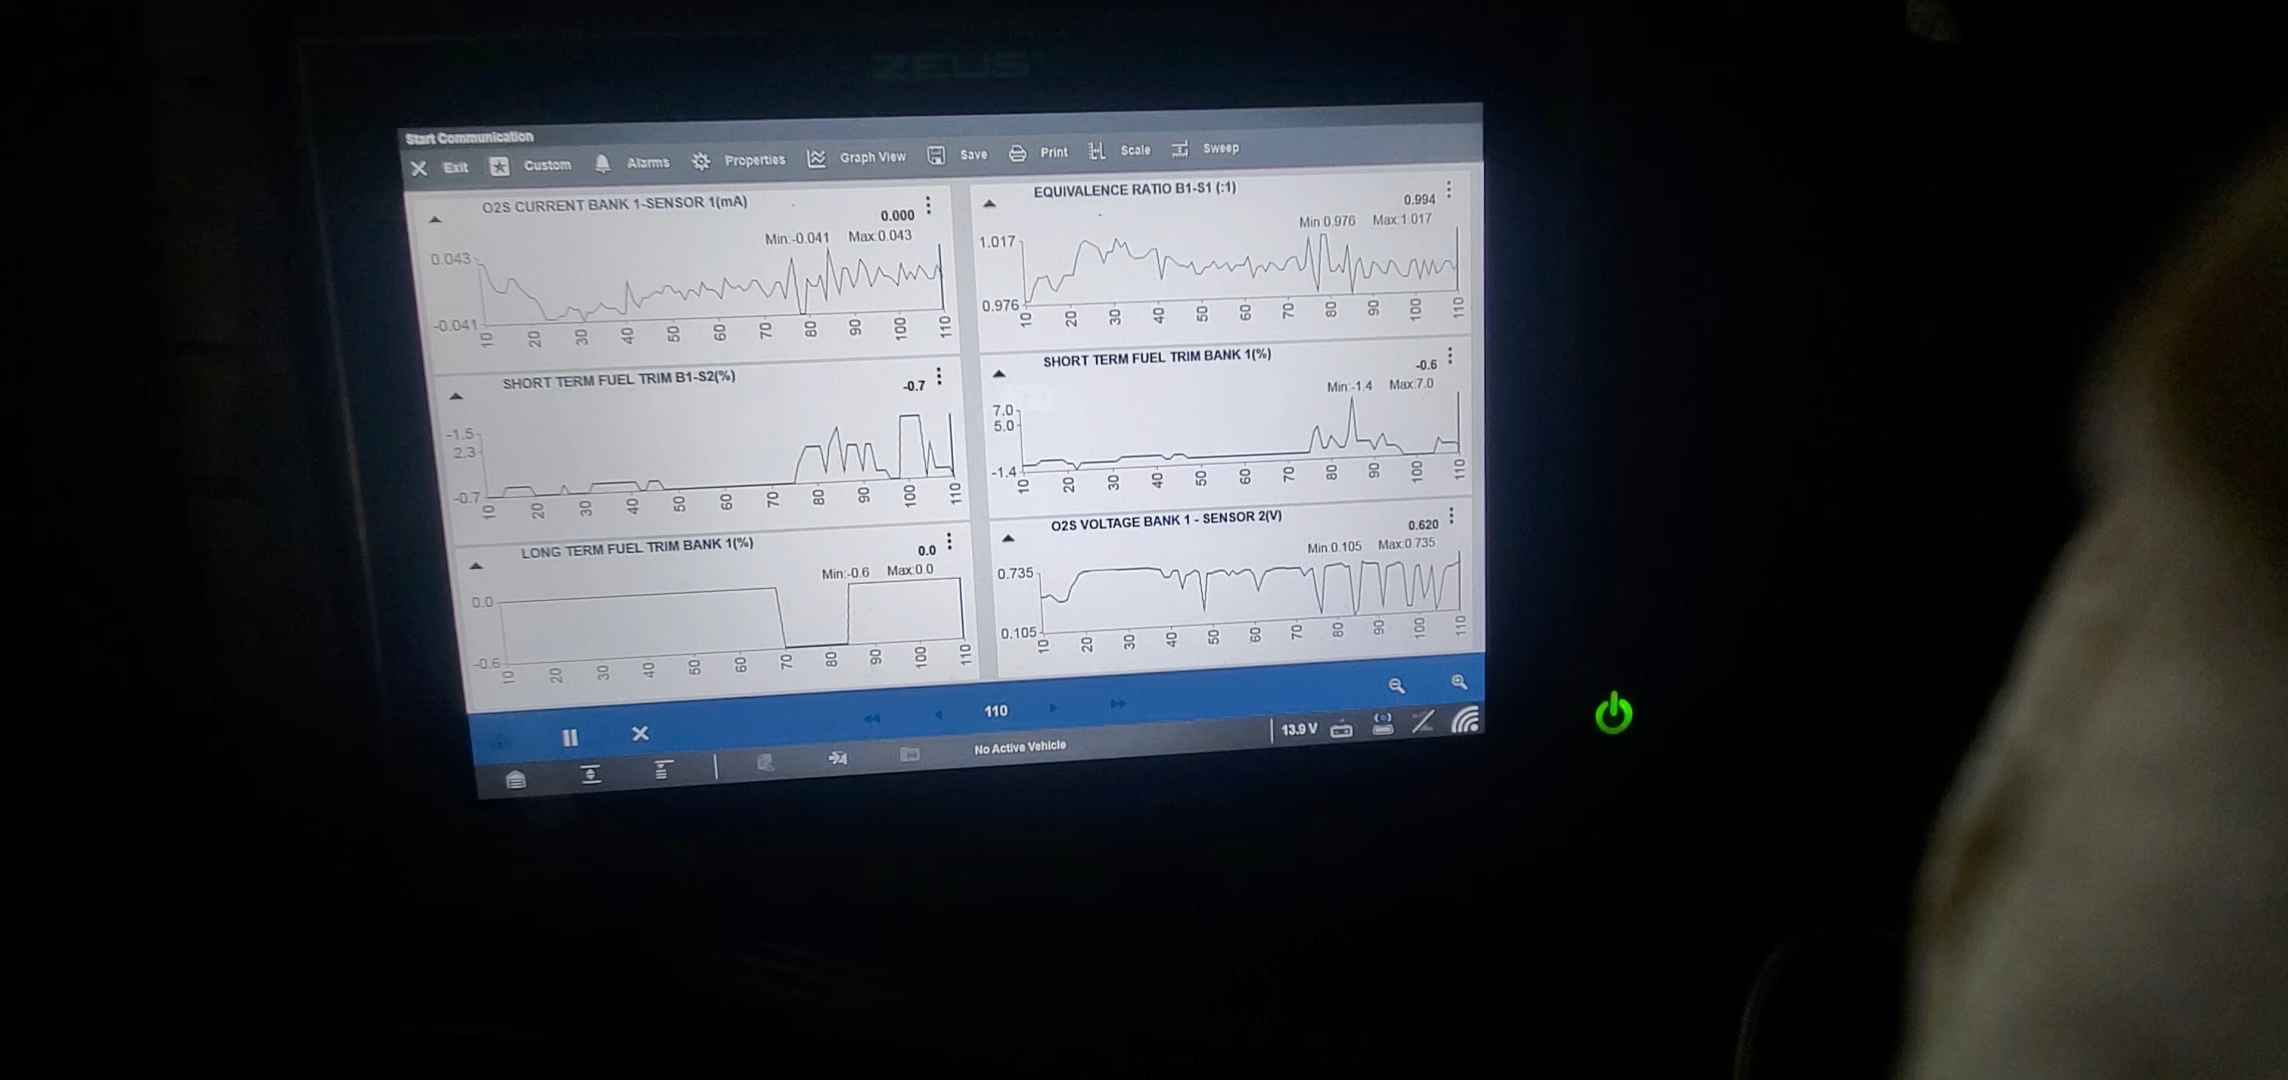 ZEUS
Start Communication
Exit Custom Alarms Properties Graph View Save Print Scale Sweep
O2S CURRENT BANK 1-SENSOR 1(mA)
0.000
Min:-0.041 Max:0.043
0.043
-0.041
10 20 30 40 50 60 70 80 90 100 110
EQUIVALENCE RATIO B1-S1 (:1)
0.994
Min 0.976 Max:1.017
1.017
0.976
10 20 30 40 50 60 70 80 90 100 110
SHORT TERM FUEL TRIM B1-S2(%)
-0.7
-1.5
2.3
-0.7
10 20 30 40 50 60 70 80 90 100 110
SHORT TERM FUEL TRIM BANK 1(%)
-0.6
Min:-1.4 Max:7.0
7.0
5.0
-1.4
10 20 30 40 50 60 70 80 90 100 110
LONG TERM FUEL TRIM BANK 1(%)
0.0
Min:-0.6 Max:0.0
0.0
-0.6
10 20 30 40 50 60 70 80 90 100 110
O2S VOLTAGE BANK 1 - SENSOR 2(V)
0.620
Min:0.105 Max:0.735
0.735
0.105
10 20 30 40 50 60 70 80 90 100 110
110
No Active Vehicle
13.9 V